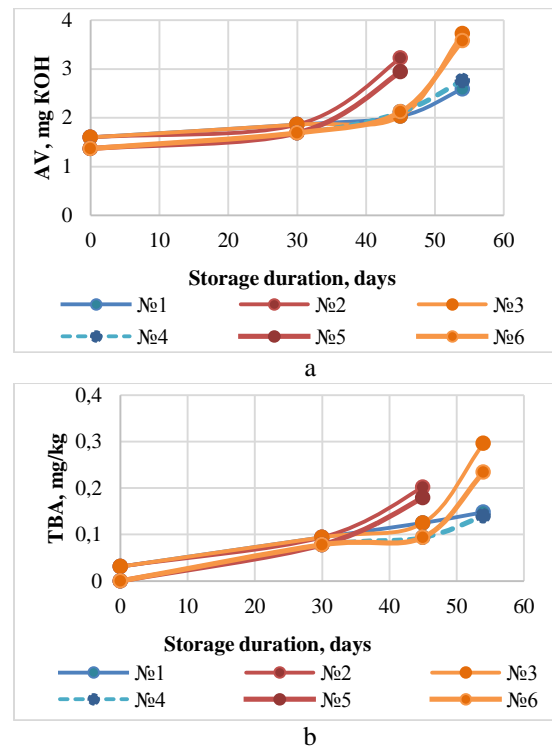 a
4
3
2
1
0
AV, mg KOH
0 10 20 30 40 50 60
Storage duration, days
№1 №2 №3
№4 №5 №6
a
0,4
0,3
0,2
0,1
0
TBA, mg/kg
0 10 20 30 40 50 60
Storage duration, days
№1 №2 №3
№4 №5 №6
b